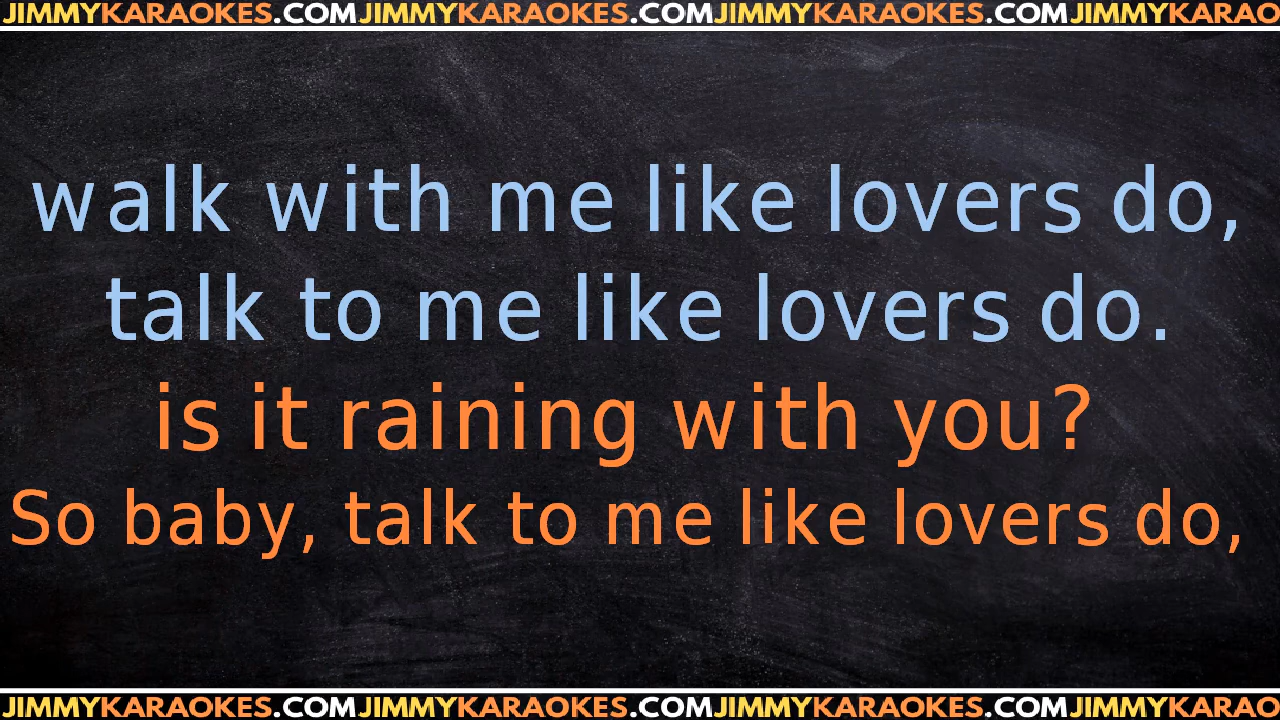 JIMMYKARAOKES.COMJIMMYKARAOKES.COMJIMMYKARAOKES.COMJIMMYKARAO
walk with me like lovers do,
talk to me like lovers do.
is it raining with you?
So baby, talk to me like lovers do,
JIMMYKARAOKES.COMJIMMYKARAOKES.COMJIMMYKARAOKES.COMJIMMYKARAO